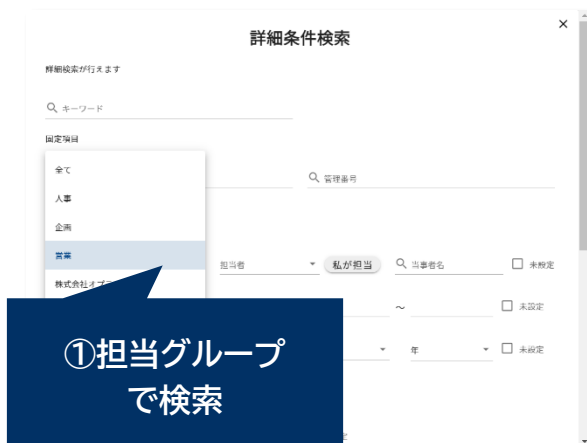 ×
詳細条件検索
詳細検索が行えます
キーワード
固定項目
全て
管理番号
人事
企画
営業
担当者 私が担当 当事者名 未設定
株式会社オプ
～ 未設定
年 未設定
①担当グループ
で検索